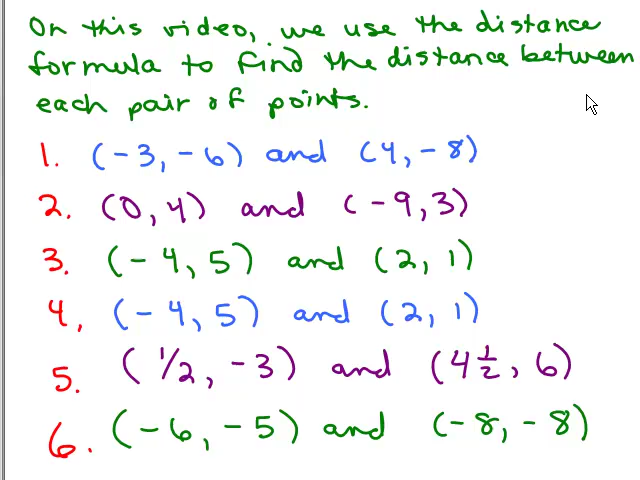 On this video, we use the distance
formula to find the distance between
each pair of points.
1. (-3, -6) and (4, -8)
2. (0, 4) and (-9, 3)
3. (-4, 5) and (2, 1)
4, (-4, 5) and (2, 1)
5. (1/2, -3) and (4 1/2, 6)
6. (-6, -5) and (-8, -8)